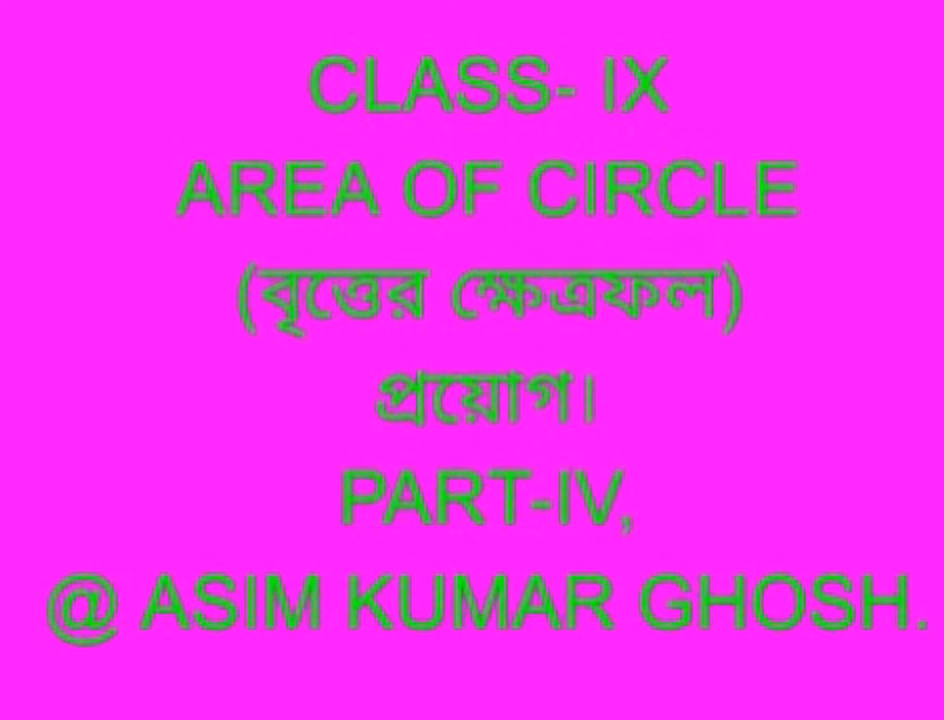 CLASS- IX
AREA OF CIRCLE
(বৃত্তের ক্ষেত্রফল)
প্রয়োগ।
PART-IV,
@ ASIM KUMAR GHOSH.